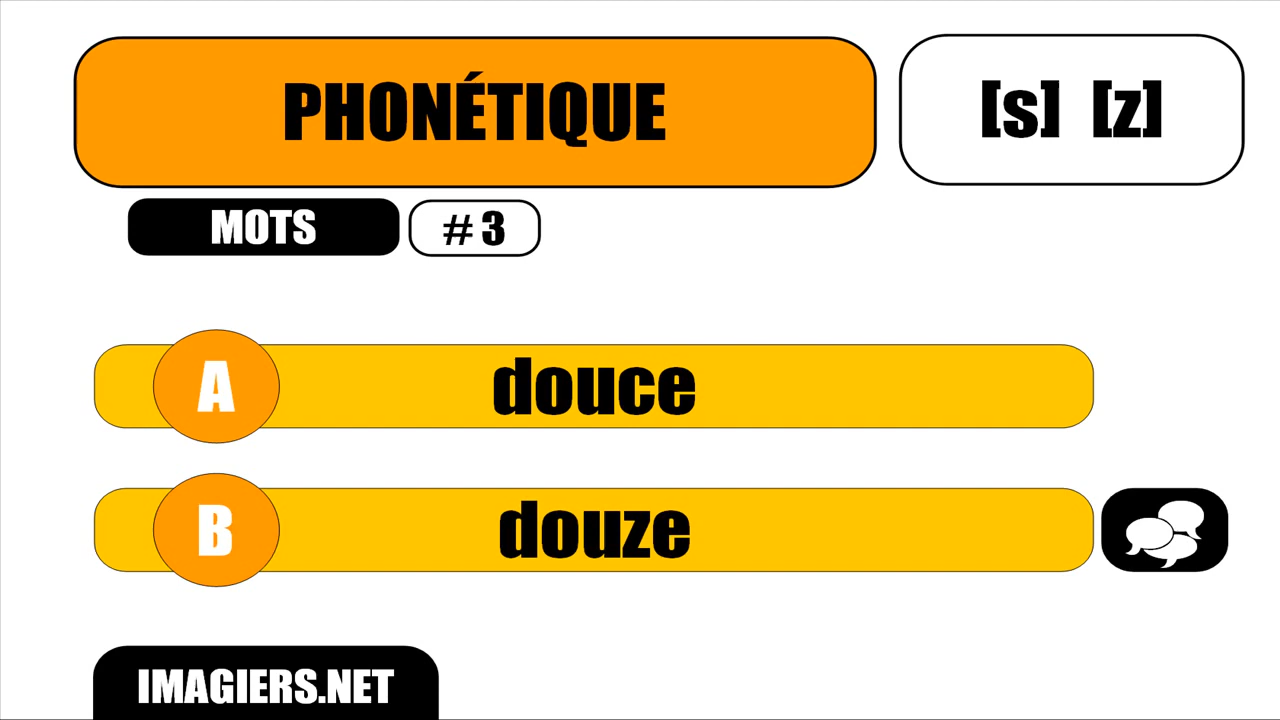 PHONÉTIQUE
[s] [z]
MOTS
# 3
A
douce
B
douze
IMAGIERS.NET